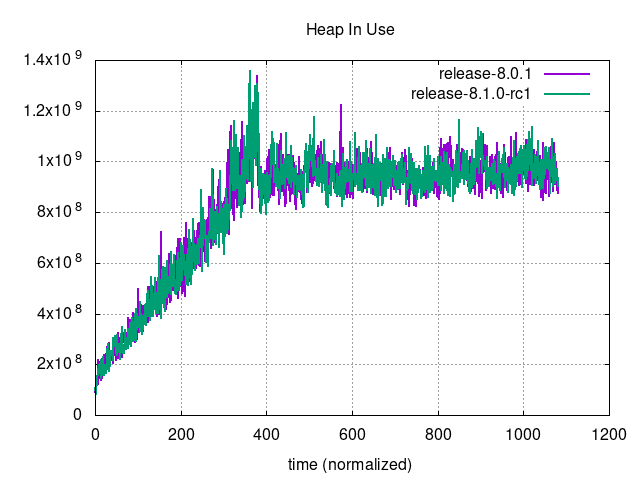 Heap In Use
release-8.0.1
release-8.1.0-rc1
1.4x10^9
1.2x10^9
1x10^9
8x10^8
6x10^8
4x10^8
2x10^8
0
0 200 400 600 800 1000 1200
time (normalized)